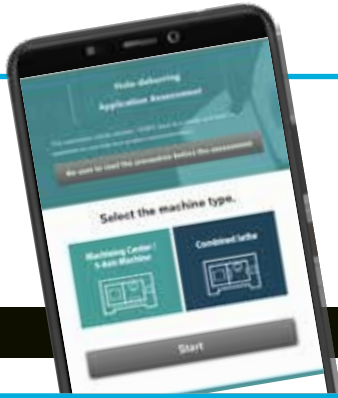 Hole-deburring
Application Assessment
Be sure to read the precaution before the assessment
Select the machine type.
Machining Center /
5-Axis Machine
Combined lathe
Start